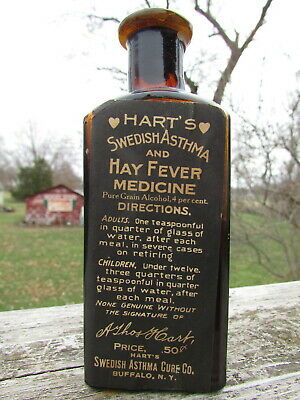 HART'S
SWEDISH ASTHMA
AND
HAY FEVER
MEDICINE
Pure Grain Alcohol, 4 per cent.
DIRECTIONS.
ADULTS. One teaspoonful
in quarter of glass of
water, after each
meal, in severe cases
on retiring
CHILDREN, Under twelve,
three quarters of
teaspoonful in quarter
glass of water, after
each meal.
NONE GENUINE WITHOUT
THE SIGNATURE OF
Hart,
PRICE, .50¢
HART'S
SWEDISH ASTHMA CURE CO.
BUFFALO, N.Y.